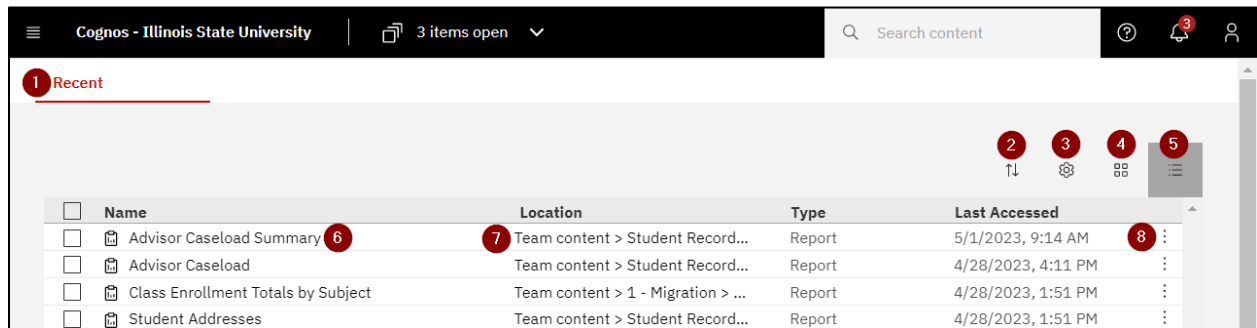 Cognos - Illinois State University 3 items open Search content 3
1 Recent
2 3 4 5
Name Location Type Last Accessed
Advisor Caseload Summary 6 7 Team content > Student Record... Report 5/1/2023, 9:14 AM 8
Advisor Caseload Team content > Student Record... Report 4/28/2023, 4:11 PM
Class Enrollment Totals by Subject Team content > 1 - Migration > ... Report 4/28/2023, 1:51 PM
Student Addresses Team content > Student Record... Report 4/28/2023, 1:51 PM